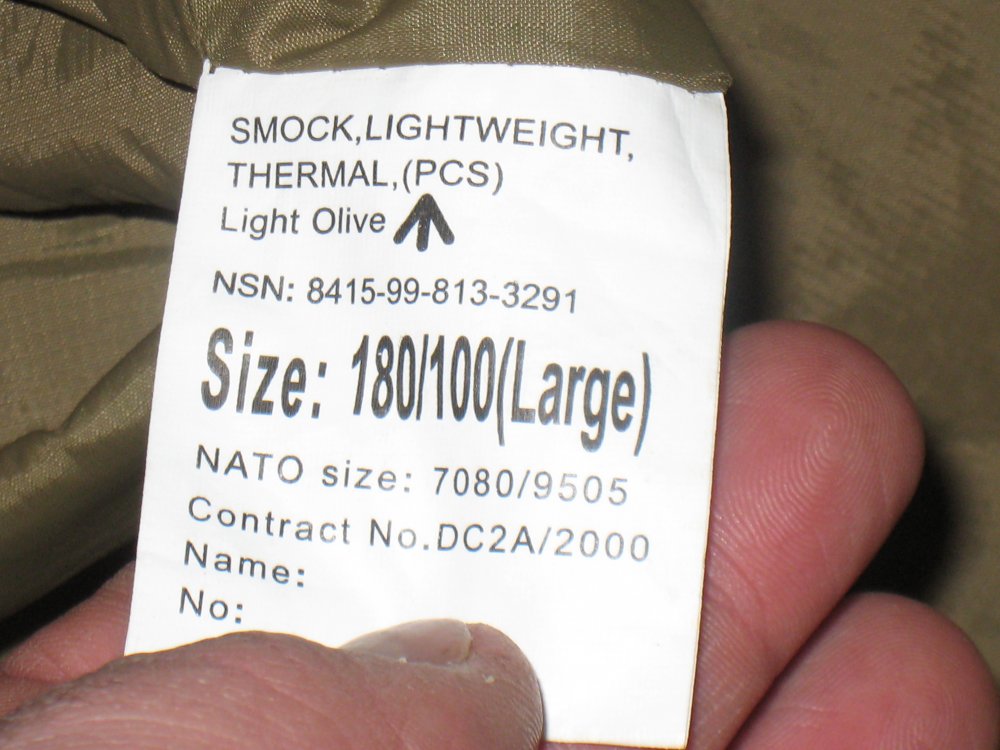 SMOCK,LIGHTWEIGHT,
THERMAL,(PCS)
Light Olive
NSN: 8415-99-813-3291
Size: 180/100(Large)
NATO size: 7080/9505
Contract No.DC2A/2000
Name:
No: